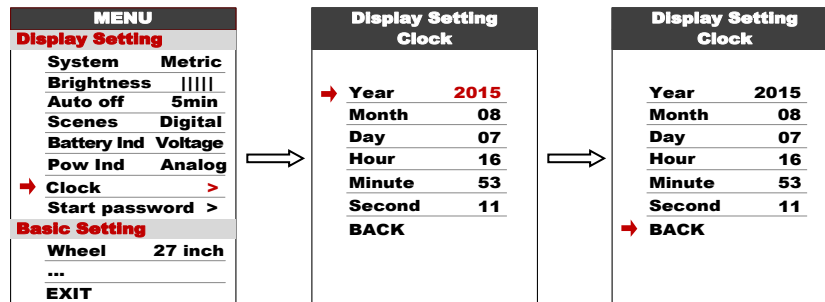 MENU
Display Setting
System Metric
Brightness |||||
Auto off 5min
Scenes Digital
Battery Ind Voltage
Pow Ind Analog
Clock >
Start password >
Basic Setting
Wheel 27 inch
...
EXIT
Display Setting
Clock
Year 2015
Month 08
Day 07
Hour 16
Minute 53
Second 11
BACK
Display Setting
Clock
Year 2015
Month 08
Day 07
Hour 16
Minute 53
Second 11
BACK